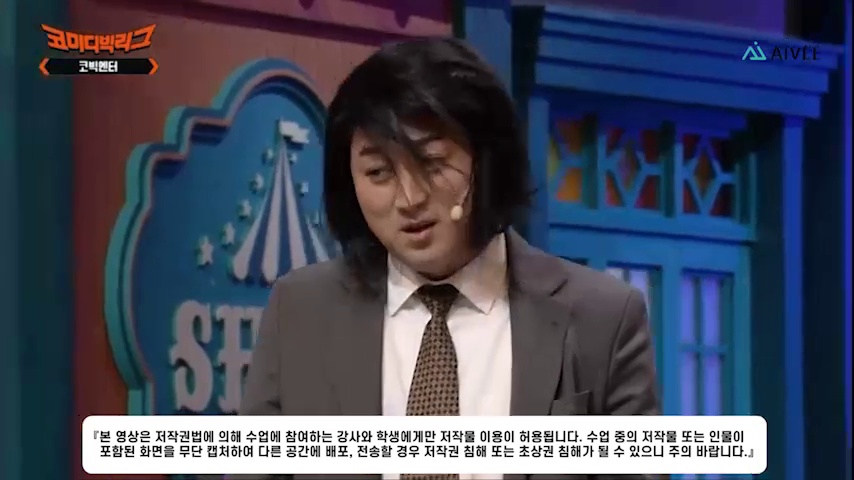 코미디빅리그
코빅엔터
AIVLE
SH
『본 영상은 저작권법에 의해 수업에 참여하는 강사와 학생에게만 저작물 이용이 허용됩니다. 수업 중의 저작물 또는 인물이
포함된 화면을 무단 캡처하여 다른 공간에 배포, 전송할 경우 저작권 침해 또는 초상권 침해가 될 수 있으니 주의 바랍니다.』